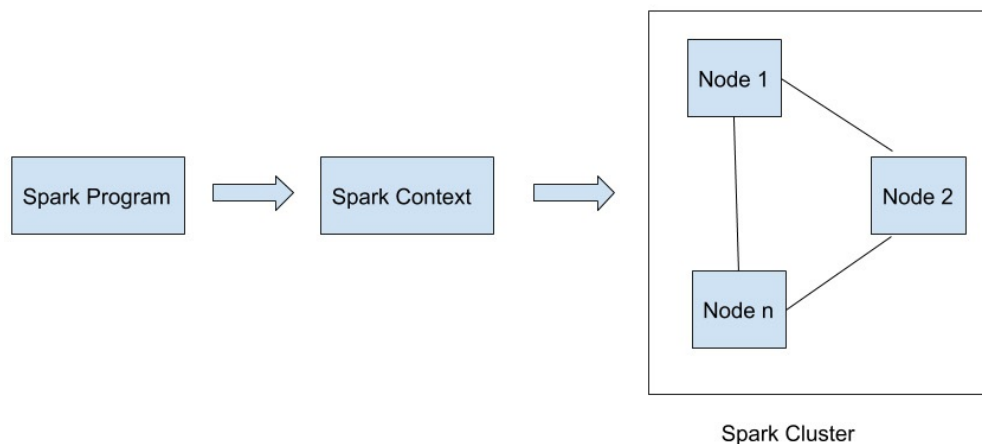 Spark Program
Spark Context
Node 1
Node 2
Node n
Spark Cluster